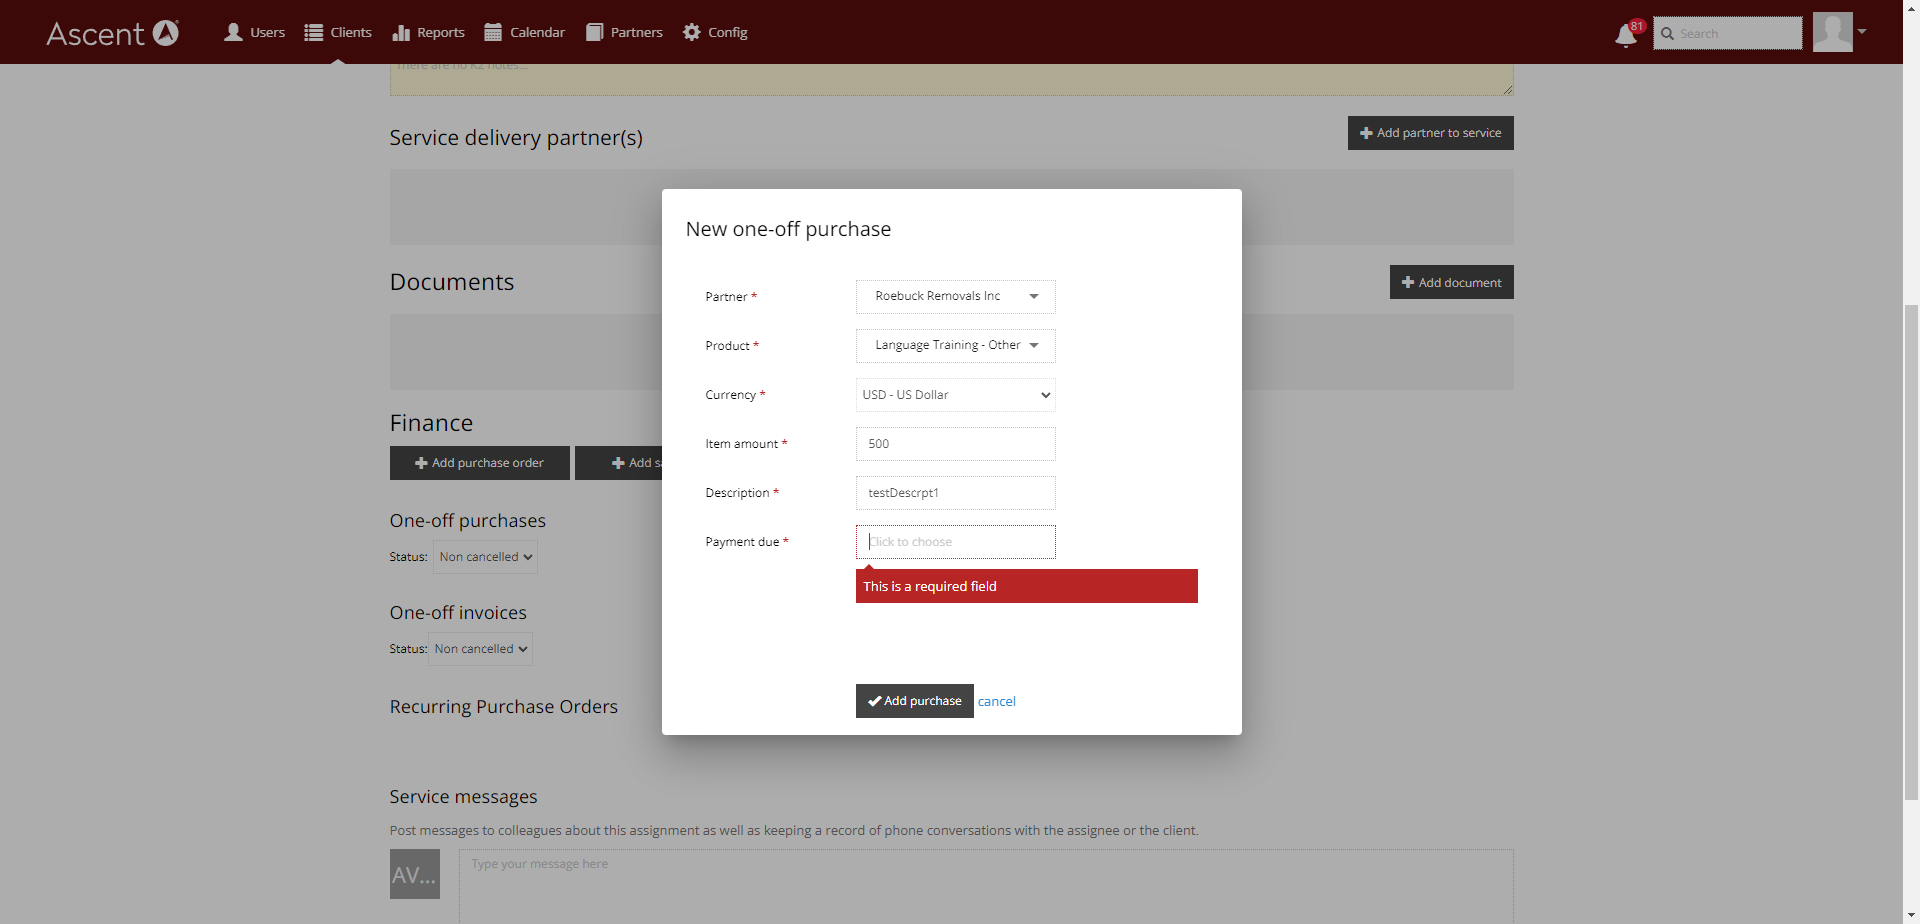 Ascent
Users
Clients
Reports
Calendar
Partners
Config
81
Search
There are no K2 notes...
Service delivery partner(s)
Add partner to service
Documents
Add document
Finance
Add purchase order
Add sa
One-off purchases
Status: Non cancelled
One-off invoices
Status: Non cancelled
Recurring Purchase Orders
Service messages
Post messages to colleagues about this assignment as well as keeping a record of phone conversations with the assignee or the client.
AV...
Type your message here
New one-off purchase
Partner * Roebuck Removals Inc
Product * Language Training - Other
Currency * USD - US Dollar
Item amount * 500
Description * testDescrpt1
Payment due * Click to choose
This is a required field
Add purchase cancel